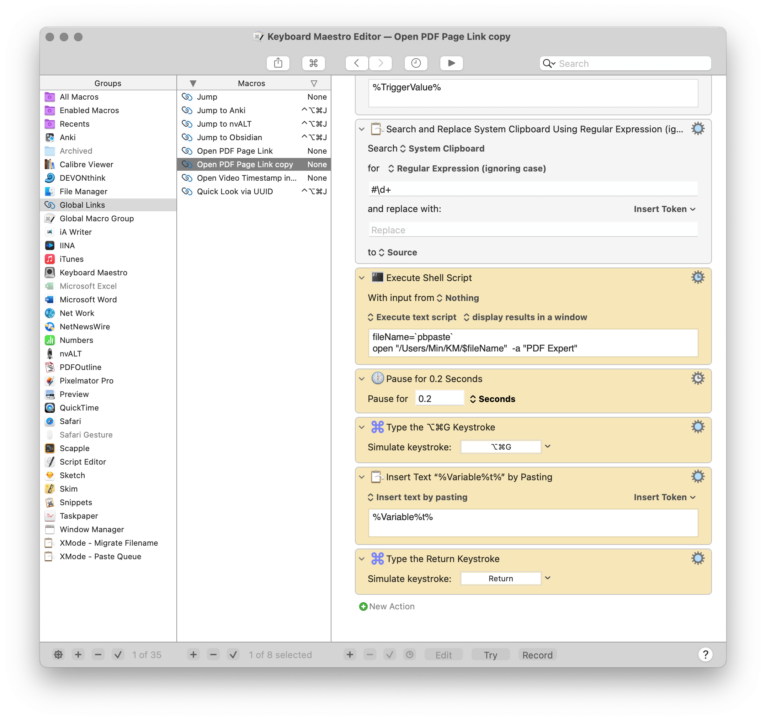 Keyboard Maestro Editor — Open PDF Page Link copy
Search
Groups
All Macros
Enabled Macros
Recents
Anki
Archived
Calibre Viewer
DEVONthink
File Manager
Global Links
Global Macro Group
iA Writer
IINA
iTunes
Keyboard Maestro
Microsoft Excel
Microsoft Word
Net Work
NetNewsWire
Numbers
nvALT
PDFOutline
Pixelmator Pro
Preview
QuickTime
Safari
Safari Gesture
Scapple
Script Editor
Sketch
Skim
Snippets
Taskpaper
Window Manager
XMode - Migrate Filename
XMode - Paste Queue
Macros
Jump None
Jump to Anki ^⌥⌘J
Jump to nvALT ^⌥⌘J
Jump to Obsidian ^⌥⌘J
Open PDF Page Link None
Open PDF Page Link copy None
Open Video Timestamp in... None
Quick Look via UUID ^⌥⌘J
%TriggerValue%
Search and Replace System Clipboard Using Regular Expression (ig...
Search System Clipboard
for Regular Expression (ignoring case)
#\d+
and replace with: Insert Token
Replace
to Source
Execute Shell Script
With input from Nothing
Execute text script display results in a window
fileName=`pbpaste`
open "/Users/Min/KM/$fileName" -a "PDF Expert"
Pause for 0.2 Seconds
Pause for 0.2 Seconds
Type the ⌥⌘G Keystroke
Simulate keystroke: ⌥⌘G
Insert Text “%Variable%t%” by Pasting
Insert text by pasting Insert Token
%Variable%t%
Type the Return Keystroke
Simulate keystroke: Return
New Action
1 of 35
1 of 8 selected
Edit Try Record ?